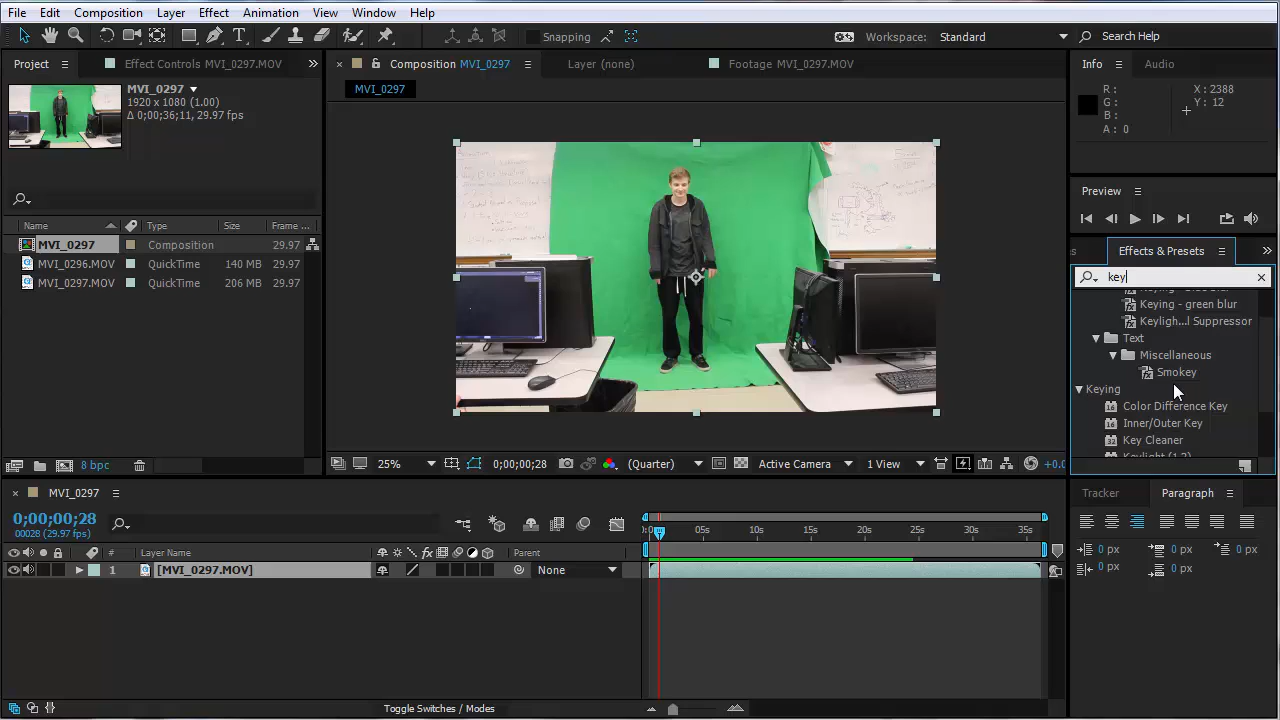 File Edit Composition Layer Effect Animation View Window Help
Snapping Workspace: Standard Search Help
Project Effect Controls MVI_0297.MOV Composition MVI_0297 Layer (none) Footage MVI_0297.MOV Info Audio
MVI_0297
MVI_0297
1920 x 1080 (1.00)
Δ 0;00;36;11, 29.97 fps
R :
G :
B :
A : 0
X : 2388
Y : 12
Preview
Effects & Presets
key
Keying - green blur
Keyligh...l Suppressor
Text
Miscellaneous
Smokey
Keying
Color Difference Key
Inner/Outer Key
Key Cleaner
Keylight (1.2)
Name Type Size Frame ...
MVI_0297 Composition 29.97
MVI_0296.MOV QuickTime 140 MB 29.97
MVI_0297.MOV QuickTime 206 MB 29.97
8 bpc
25% 0;00;00;28 (Quarter) Active Camera 1 View +0.0
MVI_0297
0;00;00;28
00028 (29.97 fps)
# Layer Name Parent
1 [MVI_0297.MOV] None
05s 10s 15s 20s 25s 30s 35s
Toggle Switches / Modes
Tracker Paragraph
0 px 0 px 0 px
0 px 0 px